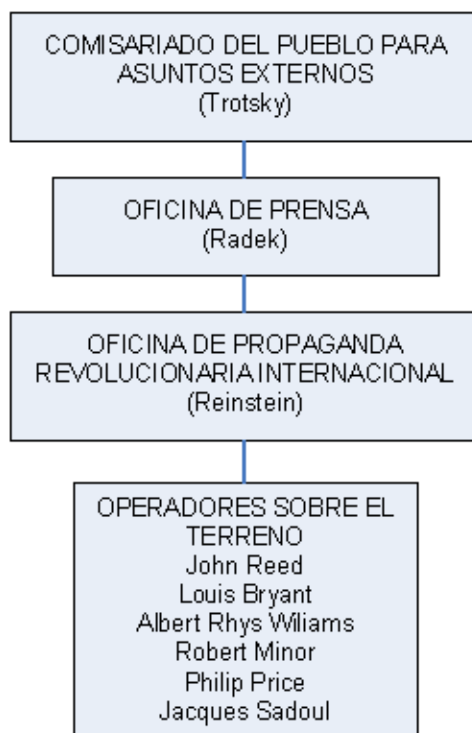 COMISARIADO DEL PUEBLO PARA
ASUNTOS EXTERNOS
(Trotsky)
OFICINA DE PRENSA
(Radek)
OFICINA DE PROPAGANDA
REVOLUCIONARIA INTERNACIONAL
(Reinstein)
OPERADORES SOBRE EL
TERRENO
John Reed
Louis Bryant
Albert Rhys Wiliams
Robert Minor
Philip Price
Jacques Sadoul